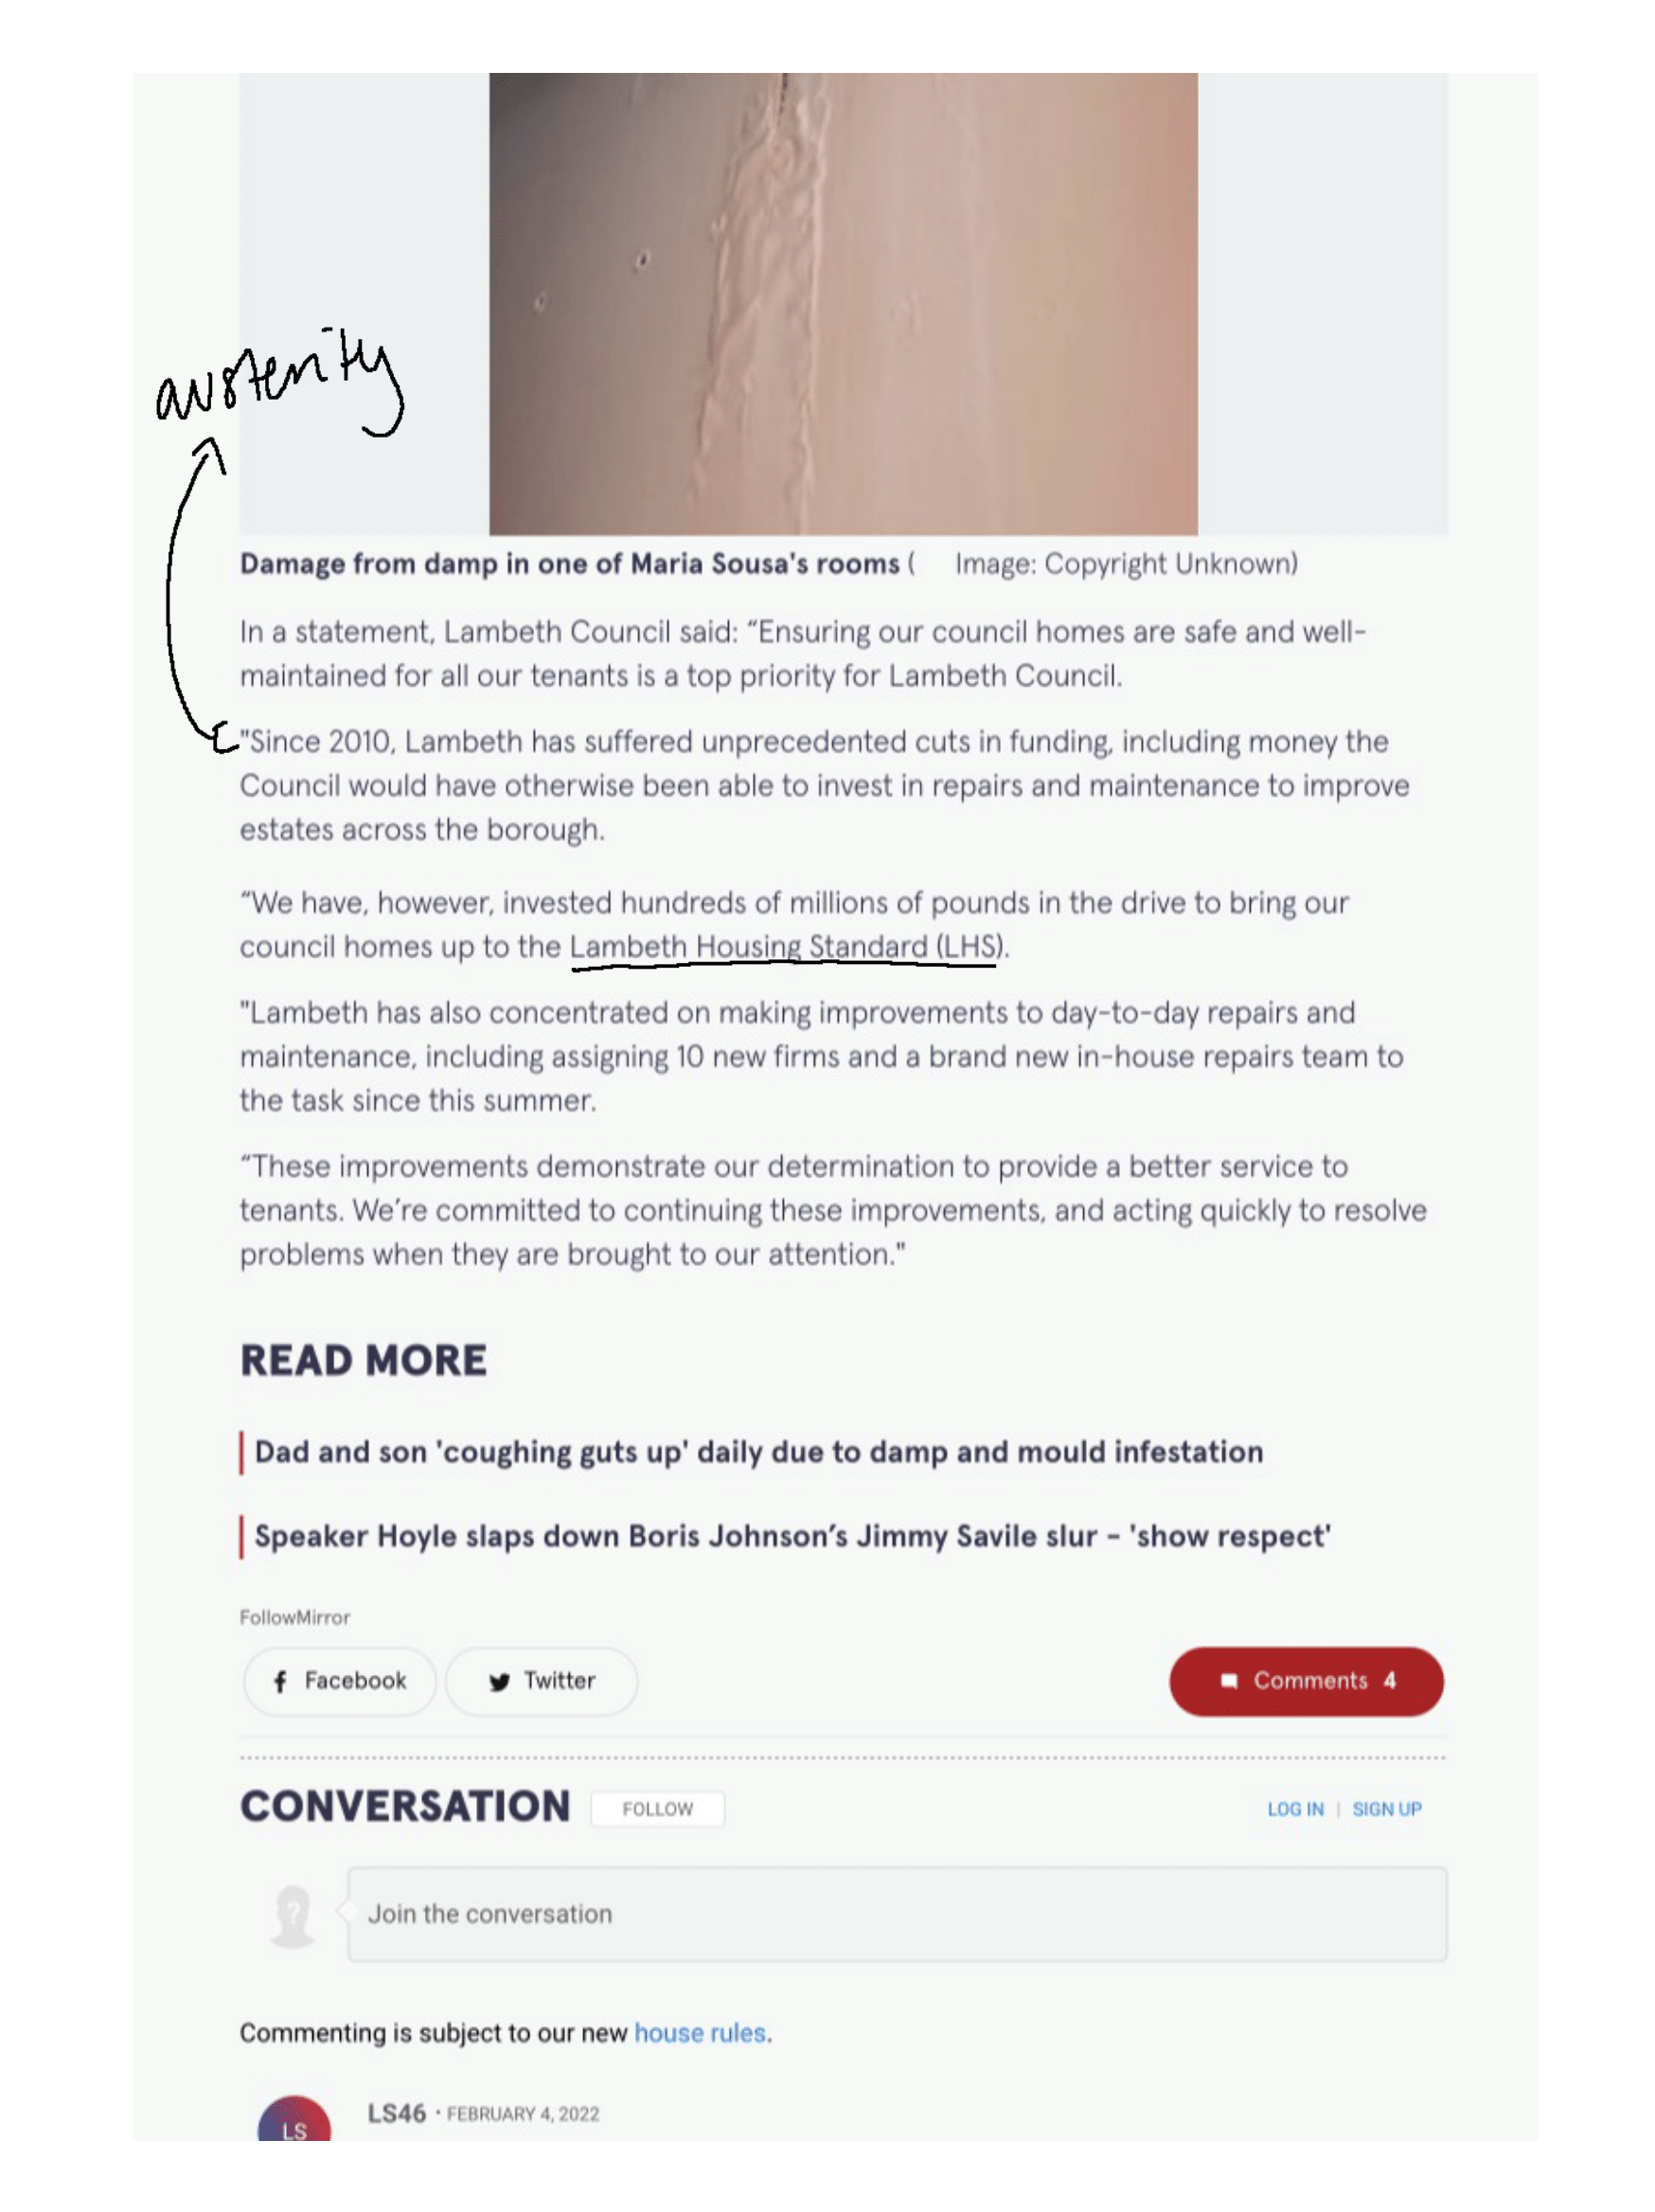 austerity
Damage from damp in one of Maria Sousa's rooms ( Image: Copyright Unknown)
In a statement, Lambeth Council said: “Ensuring our council homes are safe and well-
maintained for all our tenants is a top priority for Lambeth Council.
"Since 2010, Lambeth has suffered unprecedented cuts in funding, including money the
Council would have otherwise been able to invest in repairs and maintenance to improve
estates across the borough.
“We have, however, invested hundreds of millions of pounds in the drive to bring our
council homes up to the Lambeth Housing Standard (LHS).
"Lambeth has also concentrated on making improvements to day-to-day repairs and
maintenance, including assigning 10 new firms and a brand new in-house repairs team to
the task since this summer.
“These improvements demonstrate our determination to provide a better service to
tenants. We’re committed to continuing these improvements, and acting quickly to resolve
problems when they are brought to our attention."
READ MORE
Dad and son 'coughing guts up' daily due to damp and mould infestation
Speaker Hoyle slaps down Boris Johnson’s Jimmy Savile slur - 'show respect'
FollowMirror
Facebook Twitter Comments 4
CONVERSATION FOLLOW LOG IN | SIGN UP
? Join the conversation
Commenting is subject to our new house rules.
LS46 · FEBRUARY 4, 2022
LS